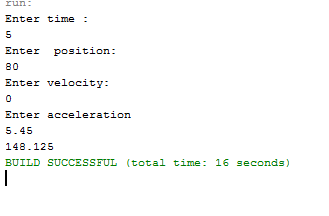 run:
Enter time :
5
Enter  position:
80
Enter velocity:
0
Enter acceleration
5.45
148.125
BUILD SUCCESSFUL (total time: 16 seconds)